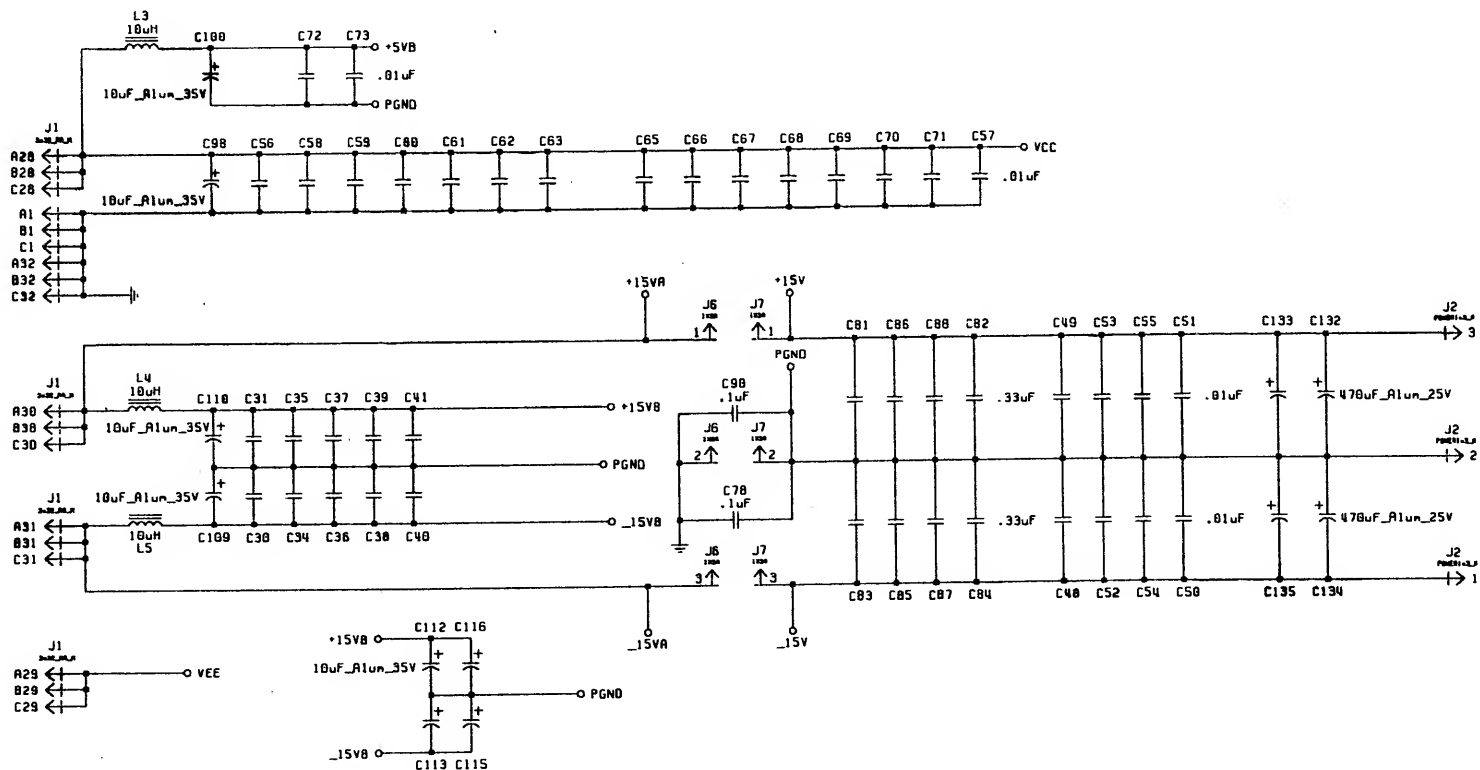 L3
10uH
C100
C72
C73
+5VB
.01uF
10uF_Alum_35V
PGND
J1
C98
C56
C58
C59
C80
C61
C62
C63
C65
C66
C67
C68
C69
C70
C71
C57
VCC
A28
B28
C28
10uF_Alum_35V
.01uF
A1
B1
C1
A32
B32
C32
+15VA
+15V
J6
J7
1
1
C81
C86
C88
C82
C49
C53
C55
C51
C133
C132
J2
3
PGND
J1
L4
10uH
C110
C31
C35
C37
C39
C41
C90
.1uF
A30
B30
C30
10uF_Alum_35V
+15VB
.33uF
.01uF
470uF_Alum_25V
J6
J7
2
2
J2
2
PGND
J1
10uF_Alum_35V
C78
.1uF
A31
B31
C31
10uH
L5
C109
C30
C34
C36
C38
C40
_15VB
.33uF
.01uF
470uF_Alum_25V
J6
J7
3
3
J2
1
C83
C85
C87
C84
C48
C52
C54
C50
C135
C134
_15VA
_15V
J1
A29
B29
C29
VEE
C112
C116
+15VB
10uF_Alum_35V
PGND
_15VB
C113
C115